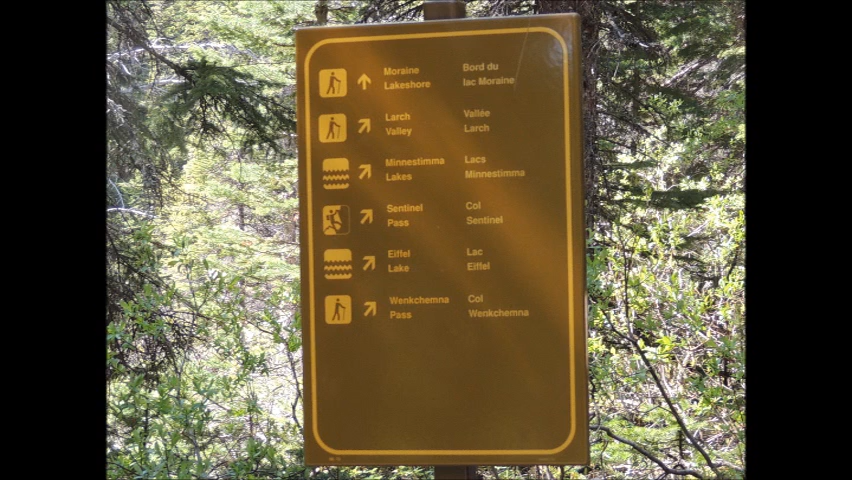 Moraine
Lakeshore
Bord du
lac Moraine
Larch
Valley
Vallée
Larch
Minnestimma
Lakes
Lacs
Minnestimma
Sentinel
Pass
Col
Sentinel
Eiffel
Lake
Lac
Eiffel
Wenkchemna
Pass
Col
Wenkchemna